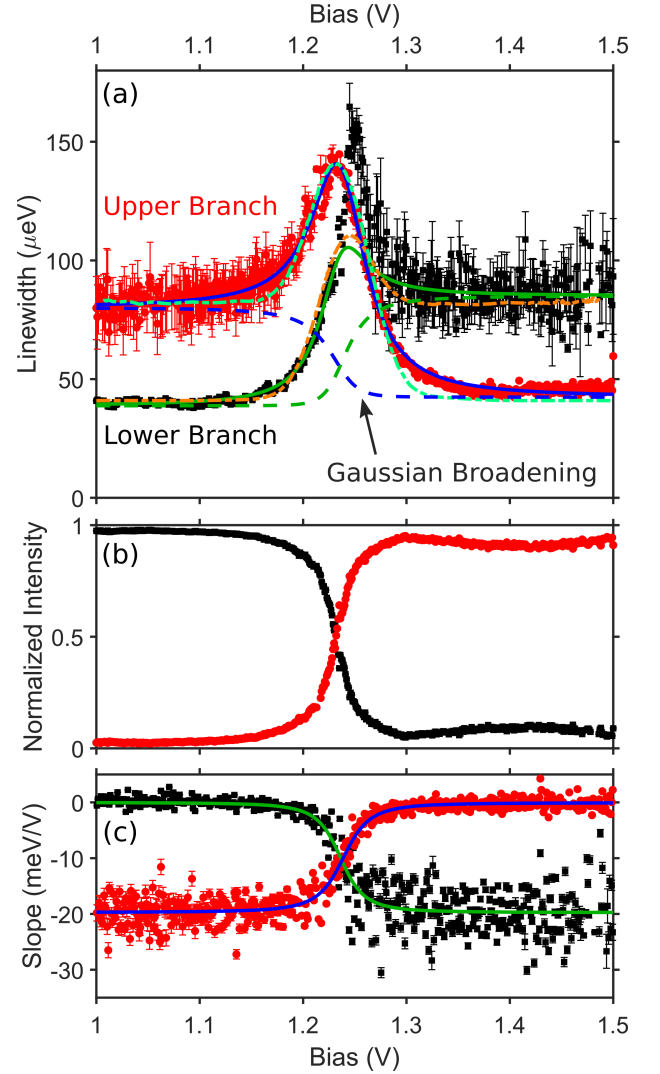 Bias (V)
1 1.1 1.2 1.3 1.4 1.5
(a)
150
100
50
0
Linewidth (μeV)
Upper Branch
Lower Branch
Gaussian Broadening
(b)
1
0.5
0
Normalized Intensity
(c)
0
-10
-20
-30
Slope (meV/V)
1 1.1 1.2 1.3 1.4 1.5
Bias (V)